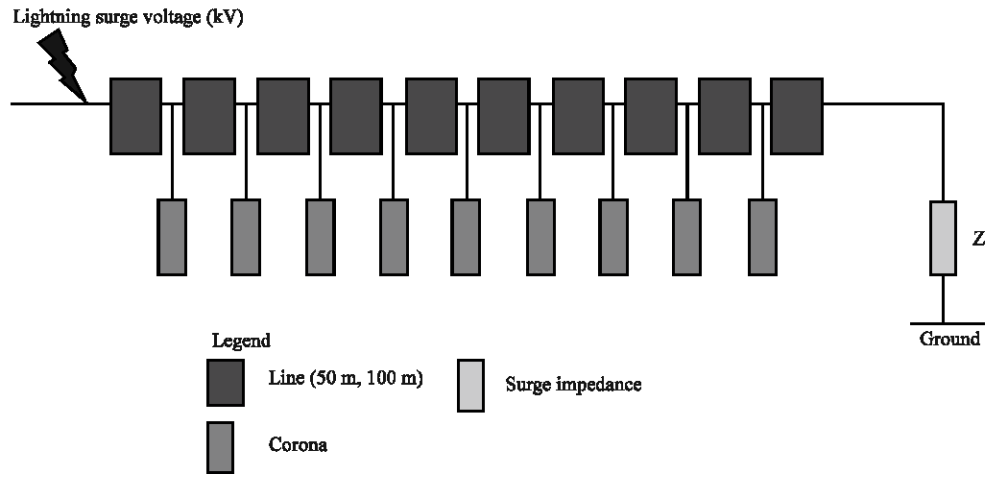 Lightning surge voltage (kV)
Z
Ground
Legend
Line (50 m, 100 m)
Surge impedance
Corona